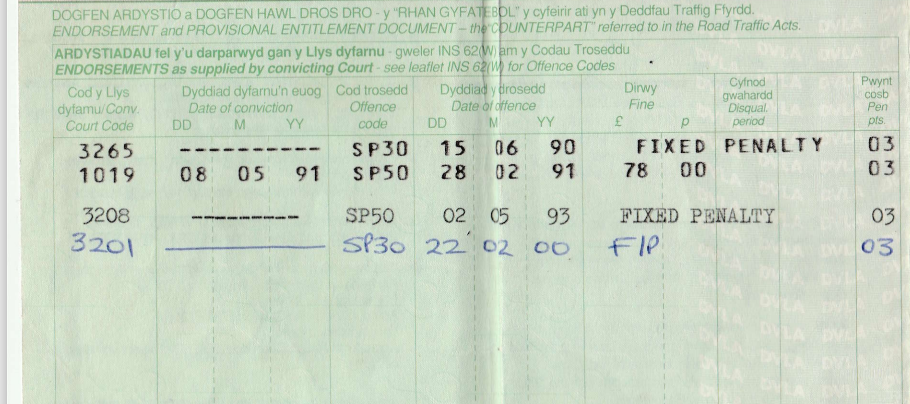 DOGFEN ARDYSTIO a DOGFEN HAWL DROS DRO - y "RHAN GYFATEBOL" y cyfeirir ati yn y Deddfau Traffig Ffyrdd.
ENDORSEMENT and PROVISIONAL ENTITLEMENT DOCUMENT – the "COUNTERPART" referred to in the Road Traffic Acts.
ARDYSTIADAU fel y'u darparwyd gan y Llys dyfarnu - gweler INS 62(W) am y Codau Troseddu
ENDORSEMENTS as supplied by convicting Court - see leaflet INS 62(W) for Offence Codes
Cod y Llys dyfarnu/Conv. Court Code
Dyddiad dyfarnu'n euog Date of conviction DD M YY
Cod trosedd Offence code
Dyddiad y drosedd Date of offence DD M YY
Dirwy Fine £ p
Cyfnod gwahardd Disqual. period
Pwynt cosb Pen pts.
3265 ---------- SP30 15 06 90 FIXED PENALTY 03
1019 08 05 91 SP50 28 02 91 78 00 03
3208 --------- SP50 02 05 93 FIXED PENALTY 03
3201 SP30 22 02 00 F/P 03